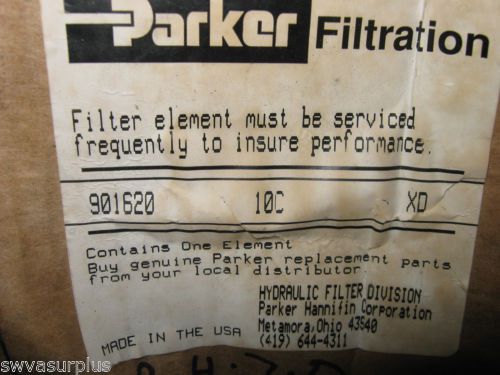 Parker Filtration
Filter element must be serviced
frequently to insure performance.
901620 10C XD
Contains One Element
Buy genuine Parker replacement parts
from your local distributor
HYDRAULIC FILTER DIVISION
Parker Hannifin Corporation
Metamora, Ohio 43540
(419) 644-4311
MADE IN THE USA
swvasurplus